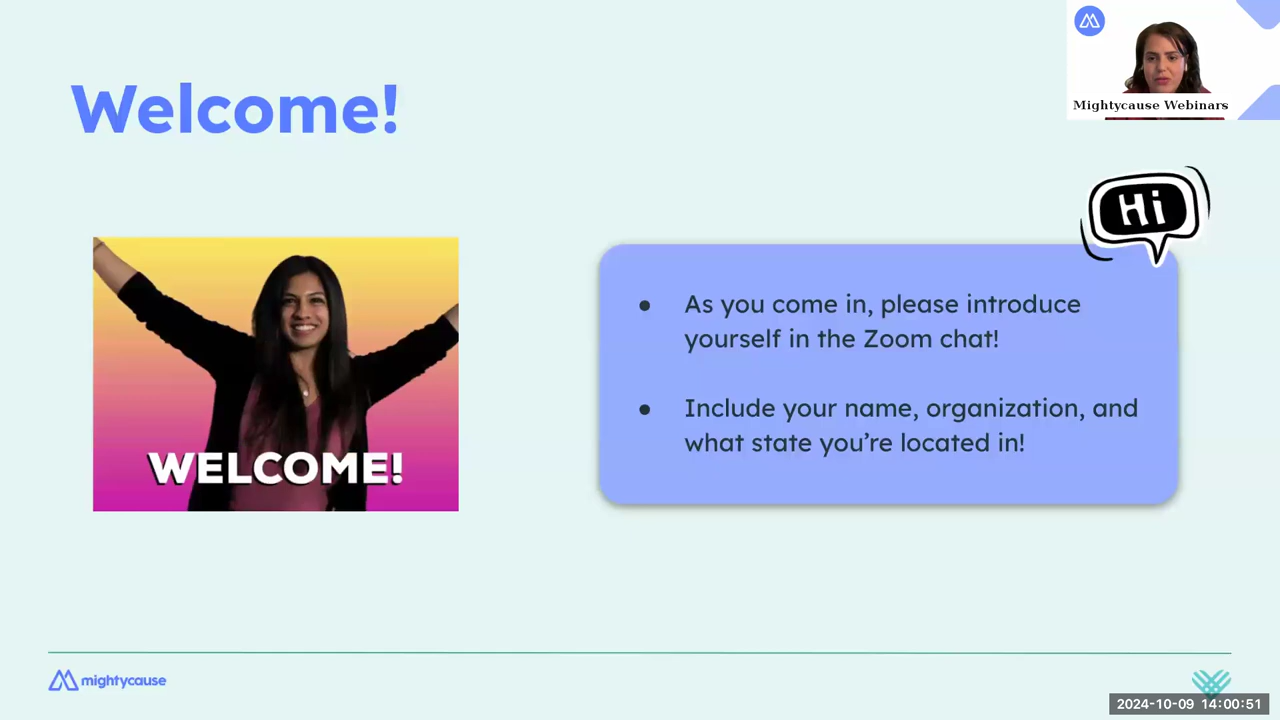 Mightycause Webinars
Welcome!
Hi
WELCOME!
● As you come in, please introduce
yourself in the Zoom chat!
● Include your name, organization, and
what state you’re located in!
mightycause
2024-10-09 14:00:51